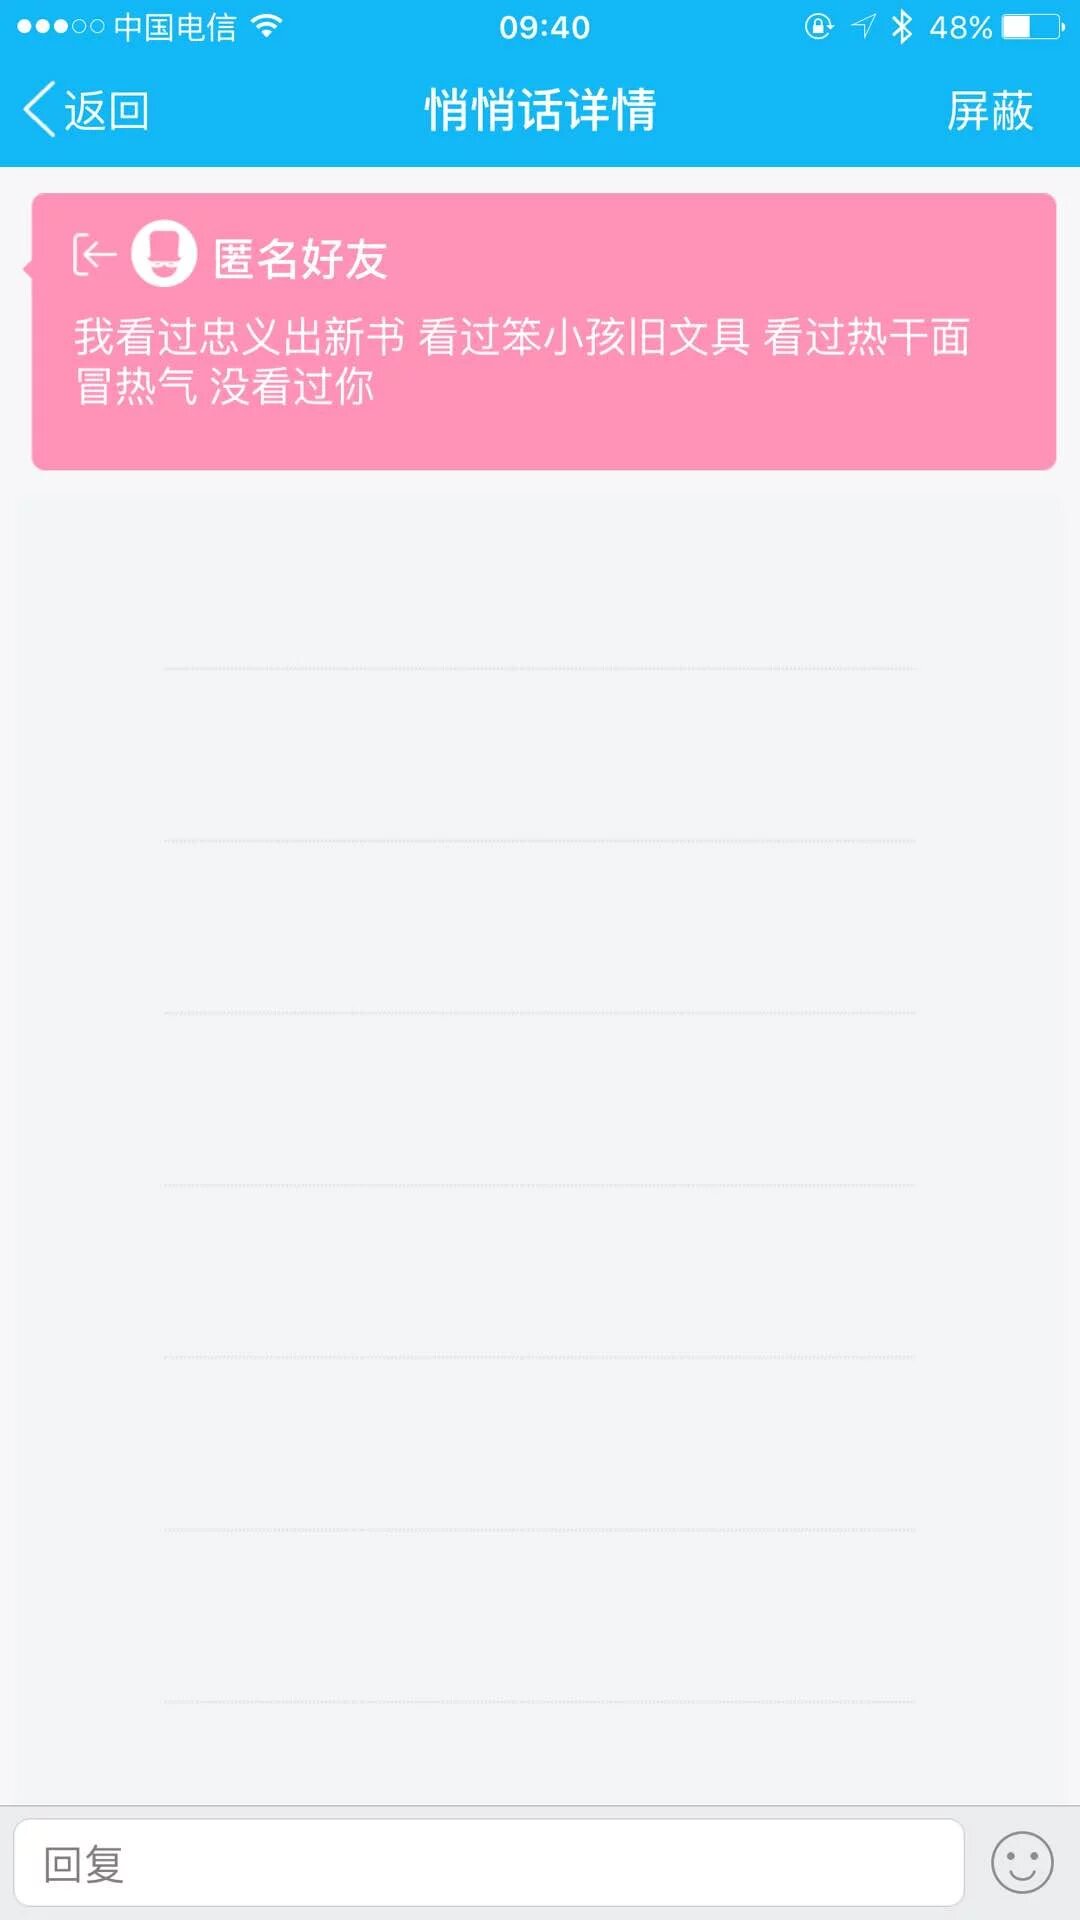 中国电信 09:40 48%
返回 悄悄话详情 屏蔽
匿名好友
我看过忠义出新书 看过笨小孩旧文具 看过热干面
冒热气 没看过你
回复